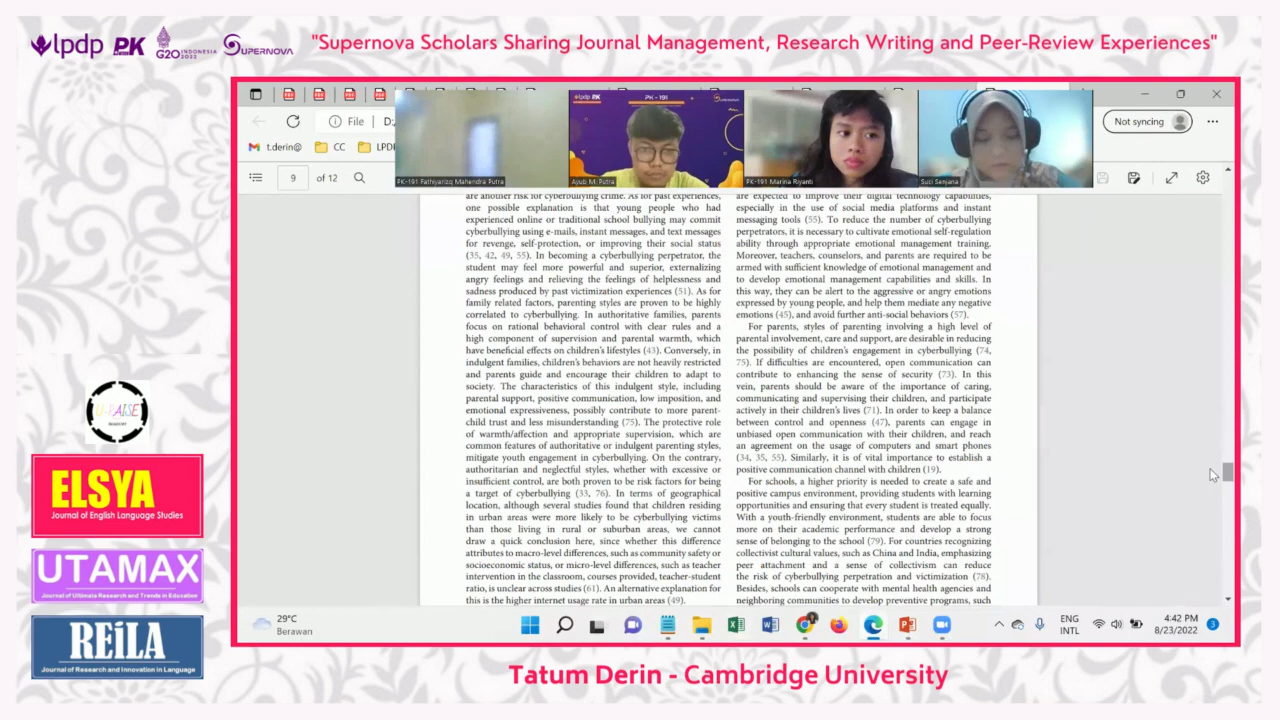 lpdp PK G20 INDONESIA 2022 SUPERNOVA
"Supernova Scholars Sharing Journal Management, Research Writing and Peer-Review Experiences"
Not syncing
File D:/
t.derin@ CC LPD
9 of 12
PK-191 Fathiyarizq Mahendra Putra
lpdp PK PK - 191 SUPERNOVA
Ayub M. Putra
PK-191 Marina Riyanti
Suci Senjana
are another risk for cyberbullying crime. As for past experiences,
one possible explanation is that young people who had
experienced online or traditional school bullying may commit
cyberbullying using e-mails, instant messages, and text messages
for revenge, self-protection, or improving their social status
(35, 42, 49, 55). In becoming a cyberbullying perpetrator, the
student may feel more powerful and superior, externalizing
angry feelings and relieving the feelings of helplessness and
sadness produced by past victimization experiences (51). As for
family related factors, parenting styles are proven to be highly
correlated to cyberbullying. In authoritative families, parents
focus on rational behavioral control with clear rules and a
high component of supervision and parental warmth, which
have beneficial effects on children's lifestyles (43). Conversely, in
indulgent families, children's behaviors are not heavily restricted
and parents guide and encourage their children to adapt to
society. The characteristics of this indulgent style, including
parental support, positive communication, low imposition, and
emotional expressiveness, possibly contribute to more parent-
child trust and less misunderstanding (75). The protective role
of warmth/affection and appropriate supervision, which are
common features of authoritative or indulgent parenting styles,
mitigate youth engagement in cyberbullying. On the contrary,
authoritarian and neglectful styles, whether with excessive or
insufficient control, are both proven to be risk factors for being
a target of cyberbullying (33, 76). In terms of geographical
location, although several studies found that children residing
in urban areas were more likely to be cyberbullying victims
than those living in rural or suburban areas, we cannot
draw a quick conclusion here, since whether this difference
attributes to macro-level differences, such as community safety or
socioeconomic status, or micro-level differences, such as teacher
intervention in the classroom, courses provided, teacher-student
ratio, is unclear across studies (61). An alternative explanation for
this is the higher internet usage rate in urban areas (49).
are expected to improve their digital technology capabilities,
especially in the use of social media platforms and instant
messaging tools (55). To reduce the number of cyberbullying
perpetrators, it is necessary to cultivate emotional self-regulation
ability through appropriate emotional management training.
Moreover, teachers, counselors, and parents are required to be
armed with sufficient knowledge of emotional management and
to develop emotional management capabilities and skills. In
this way, they can be alert to the aggressive or angry emotions
expressed by young people, and help them mediate any negative
emotions (45), and avoid further anti-social behaviors (57).
For parents, styles of parenting involving a high level of
parental involvement, care and support, are desirable in reducing
the possibility of children's engagement in cyberbullying (74,
75). If difficulties are encountered, open communication can
contribute to enhancing the sense of security (73). In this
vein, parents should be aware of the importance of caring,
communicating and supervising their children, and participate
actively in their children's lives (71). In order to keep a balance
between control and openness (47), parents can engage in
unbiased open communication with their children, and reach
an agreement on the usage of computers and smart phones
(34, 35, 55). Similarly, it is of vital importance to establish a
positive communication channel with children (19).
For schools, a higher priority is needed to create a safe and
positive campus environment, providing students with learning
opportunities and ensuring that every student is treated equally.
With a youth-friendly environment, students are able to focus
more on their academic performance and develop a strong
sense of belonging to the school (79). For countries recognizing
collectivist cultural values, such as China and India, emphasizing
peer attachment and a sense of collectivism can reduce
the risk of cyberbullying perpetration and victimization (78).
Besides, schools can cooperate with mental health agencies and
neighboring communities to develop preventive programs, such
U-RAISE
ELSYA
Journal of English Language Studies
UTAMAX
Journal of Ultimate Research and Trends in Education
REiLA
Journal of Research and Innovation in Language
29°C
Berawan
ENG
INTL
4:42 PM
8/23/2022
3
Tatum Derin - Cambridge University